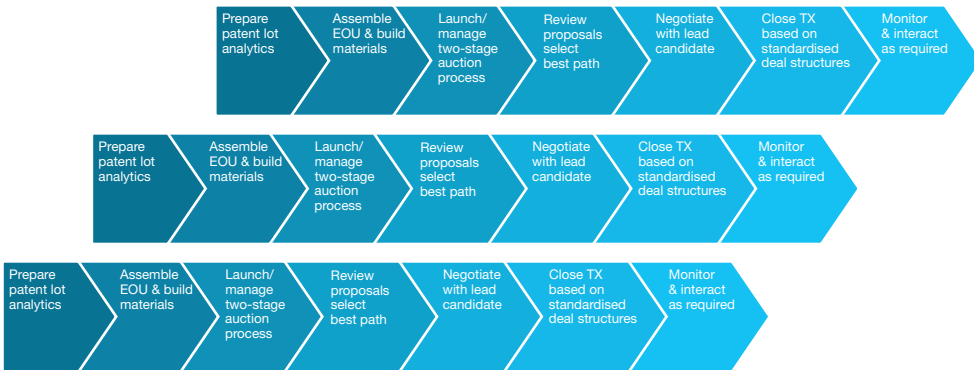 Prepare
patent lot
analytics
Assemble
EOU & build
materials
Launch/
manage
two-stage
auction
process
Review
proposals
select
best path
Negotiate
with lead
candidate
Close TX
based on
standardised
deal structures
Monitor
& interact
as required
Prepare
patent lot
analytics
Assemble
EOU & build
materials
Launch/
manage
two-stage
auction
process
Review
proposals
select
best path
Negotiate
with lead
candidate
Close TX
based on
standardised
deal structures
Monitor
& interact
as required
Prepare
patent lot
analytics
Assemble
EOU & build
materials
Launch/
manage
two-stage
auction
process
Review
proposals
select
best path
Negotiate
with lead
candidate
Close TX
based on
standardised
deal structures
Monitor
& interact
as required